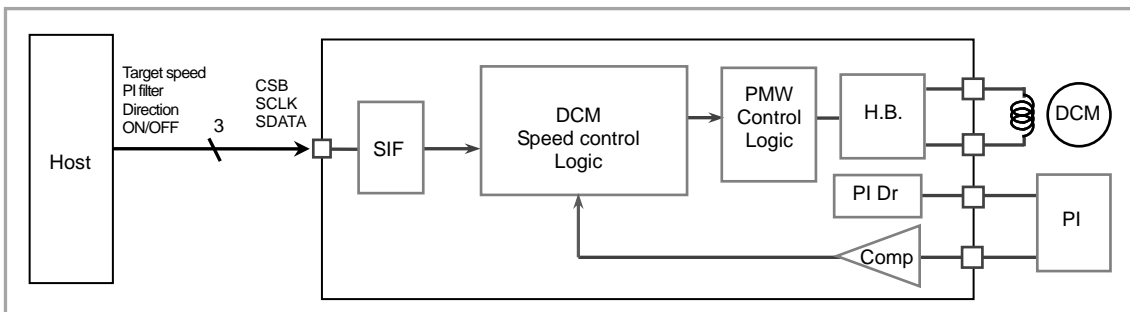 Host
Target speed
PI filter
Direction
ON/OFF
3
CSB
SCLK
SDATA
SIF
DCM
Speed control
Logic
PMW
Control
Logic
H.B.
DCM
PI Dr
PI
Comp